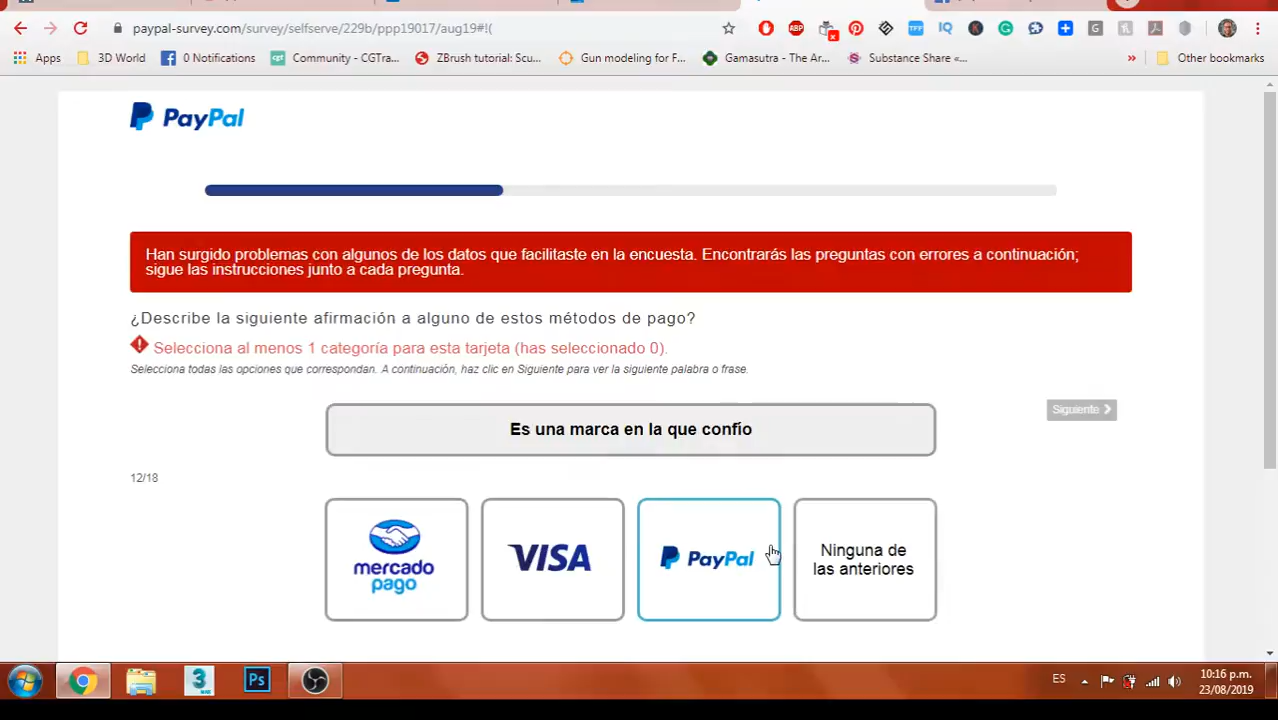 paypal-survey.com/survey/selfserve/229b/ppp19017/aug19#!(
Apps 3D World 0 Notifications Community - CGTra... ZBrush tutorial: Scu... Gun modeling for F... Gamasutra - The Ar... Substance Share «... » Other bookmarks
PayPal
Han surgido problemas con algunos de los datos que facilitaste en la encuesta. Encontrarás las preguntas con errores a continuación;
sigue las instrucciones junto a cada pregunta.
¿Describe la siguiente afirmación a alguno de estos métodos de pago?
Selecciona al menos 1 categoría para esta tarjeta (has seleccionado 0).
Selecciona todas las opciones que correspondan. A continuación, haz clic en Siguiente para ver la siguiente palabra o frase.
Siguiente
Es una marca en la que confío
12/18
mercado
pago
VISA
PayPal
Ninguna de
las anteriores
ES
10:16 p.m.
23/08/2019